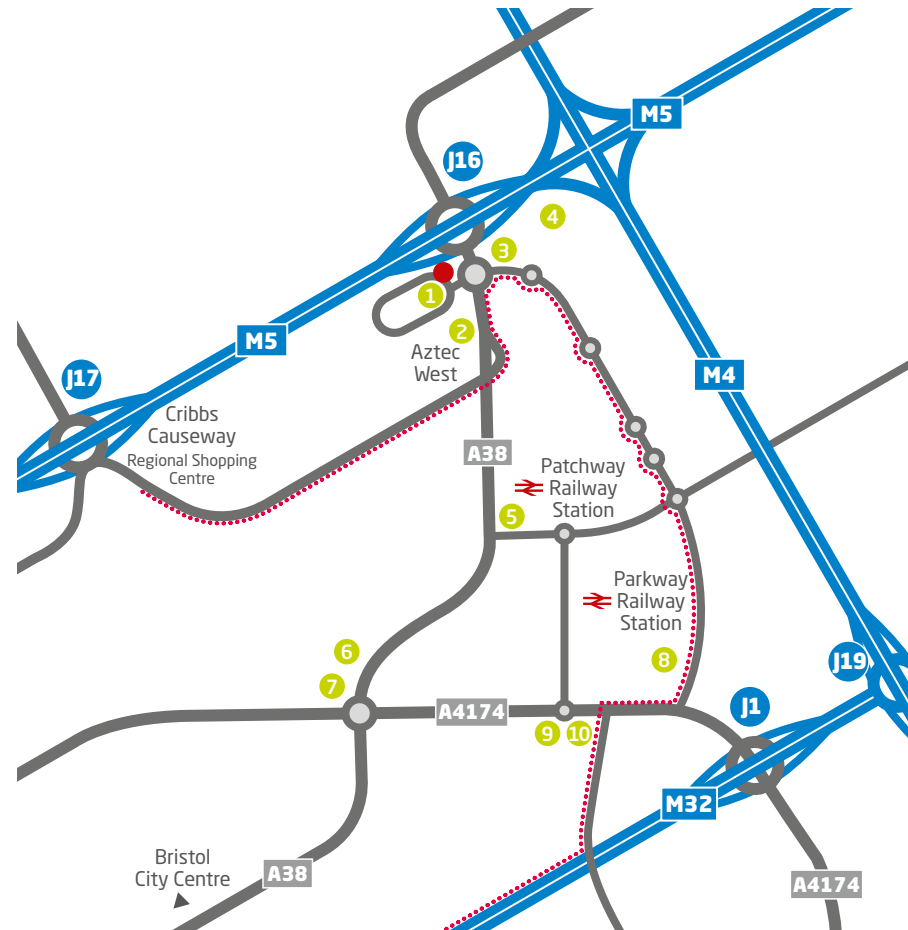 M5
J16
4
3
1
2
M5
Aztec
West
J17
M4
Cribbs
Causeway
Regional Shopping
Centre
A38
Patchway
Railway
Station
5
Parkway
Railway
Station
6
8
J19
7
A4174
J1
9
10
M32
Bristol
City Centre
A38
A4174